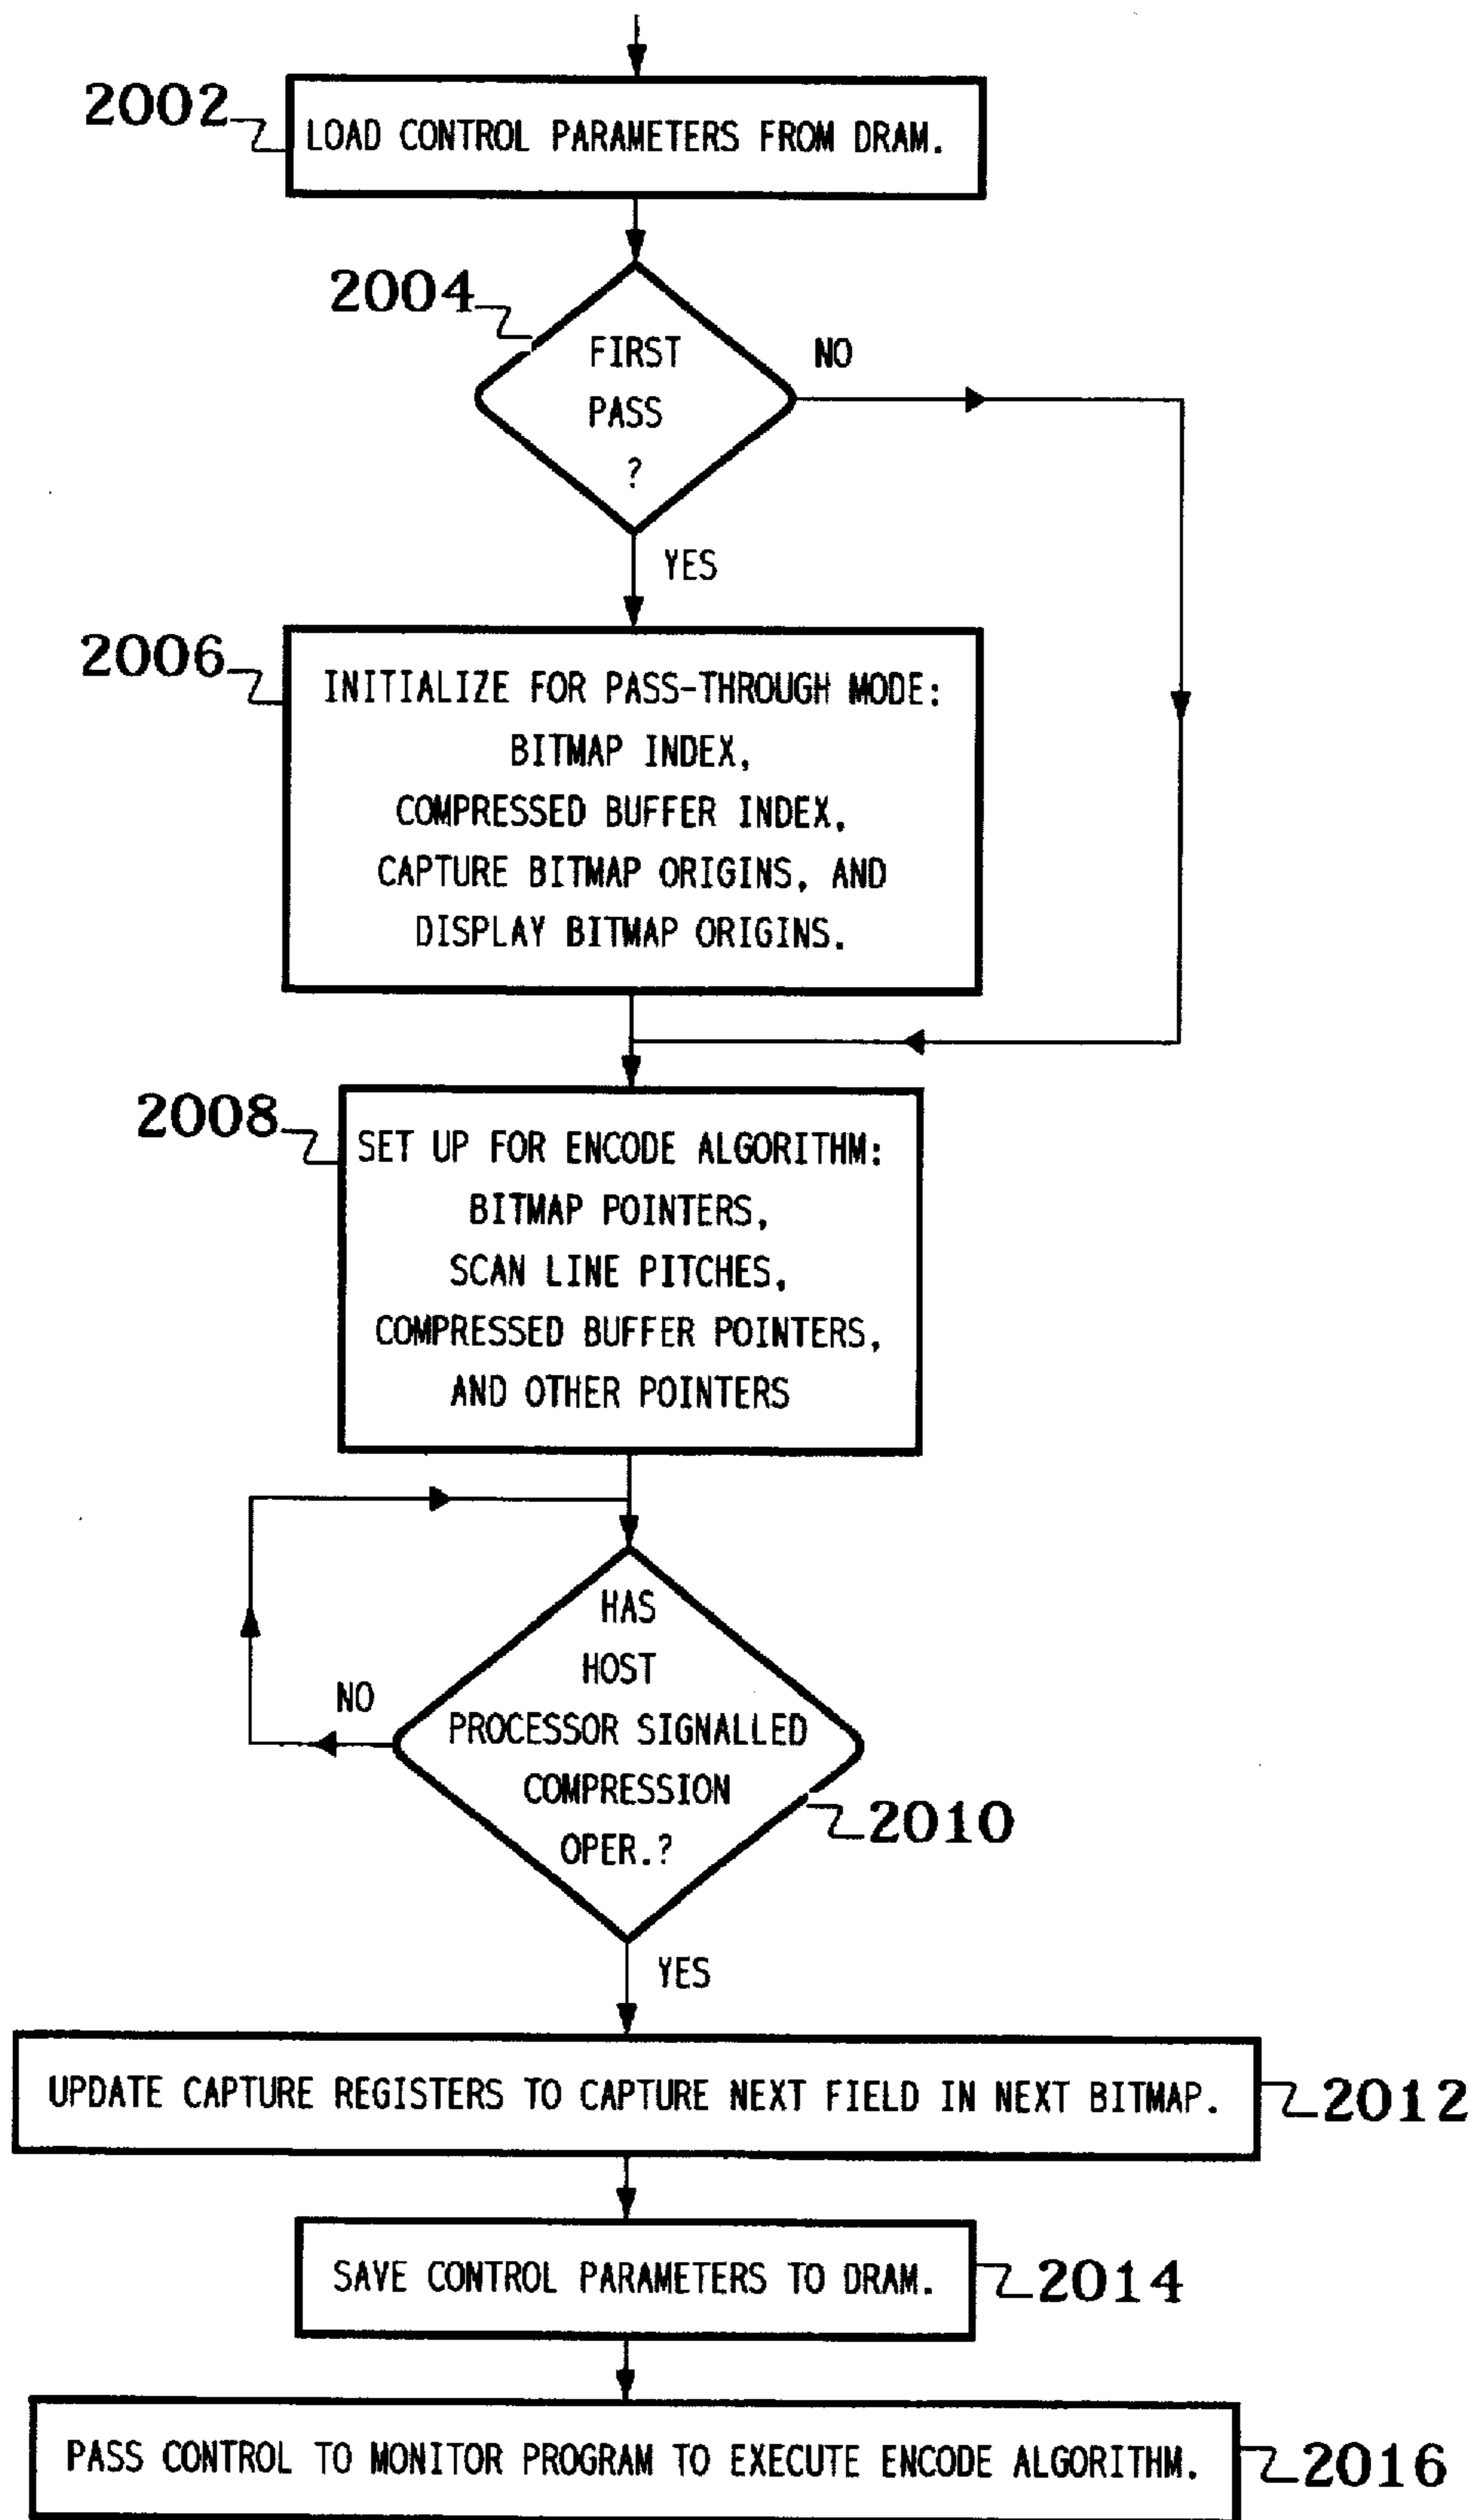 2002
LOAD CONTROL PARAMETERS FROM DRAM.
2004
FIRST
PASS
?
NO
YES
2006
INITIALIZE FOR PASS-THROUGH MODE:
BITMAP INDEX,
COMPRESSED BUFFER INDEX,
CAPTURE BITMAP ORIGINS, AND
DISPLAY BITMAP ORIGINS.
2008
SET UP FOR ENCODE ALGORITHM:
BITMAP POINTERS,
SCAN LINE PITCHES,
COMPRESSED BUFFER POINTERS,
AND OTHER POINTERS
HAS
HOST
PROCESSOR SIGNALLED
COMPRESSION
OPER.?
NO
2010
YES
UPDATE CAPTURE REGISTERS TO CAPTURE NEXT FIELD IN NEXT BITMAP.
2012
SAVE CONTROL PARAMETERS TO DRAM.
2014
PASS CONTROL TO MONITOR PROGRAM TO EXECUTE ENCODE ALGORITHM.
2016